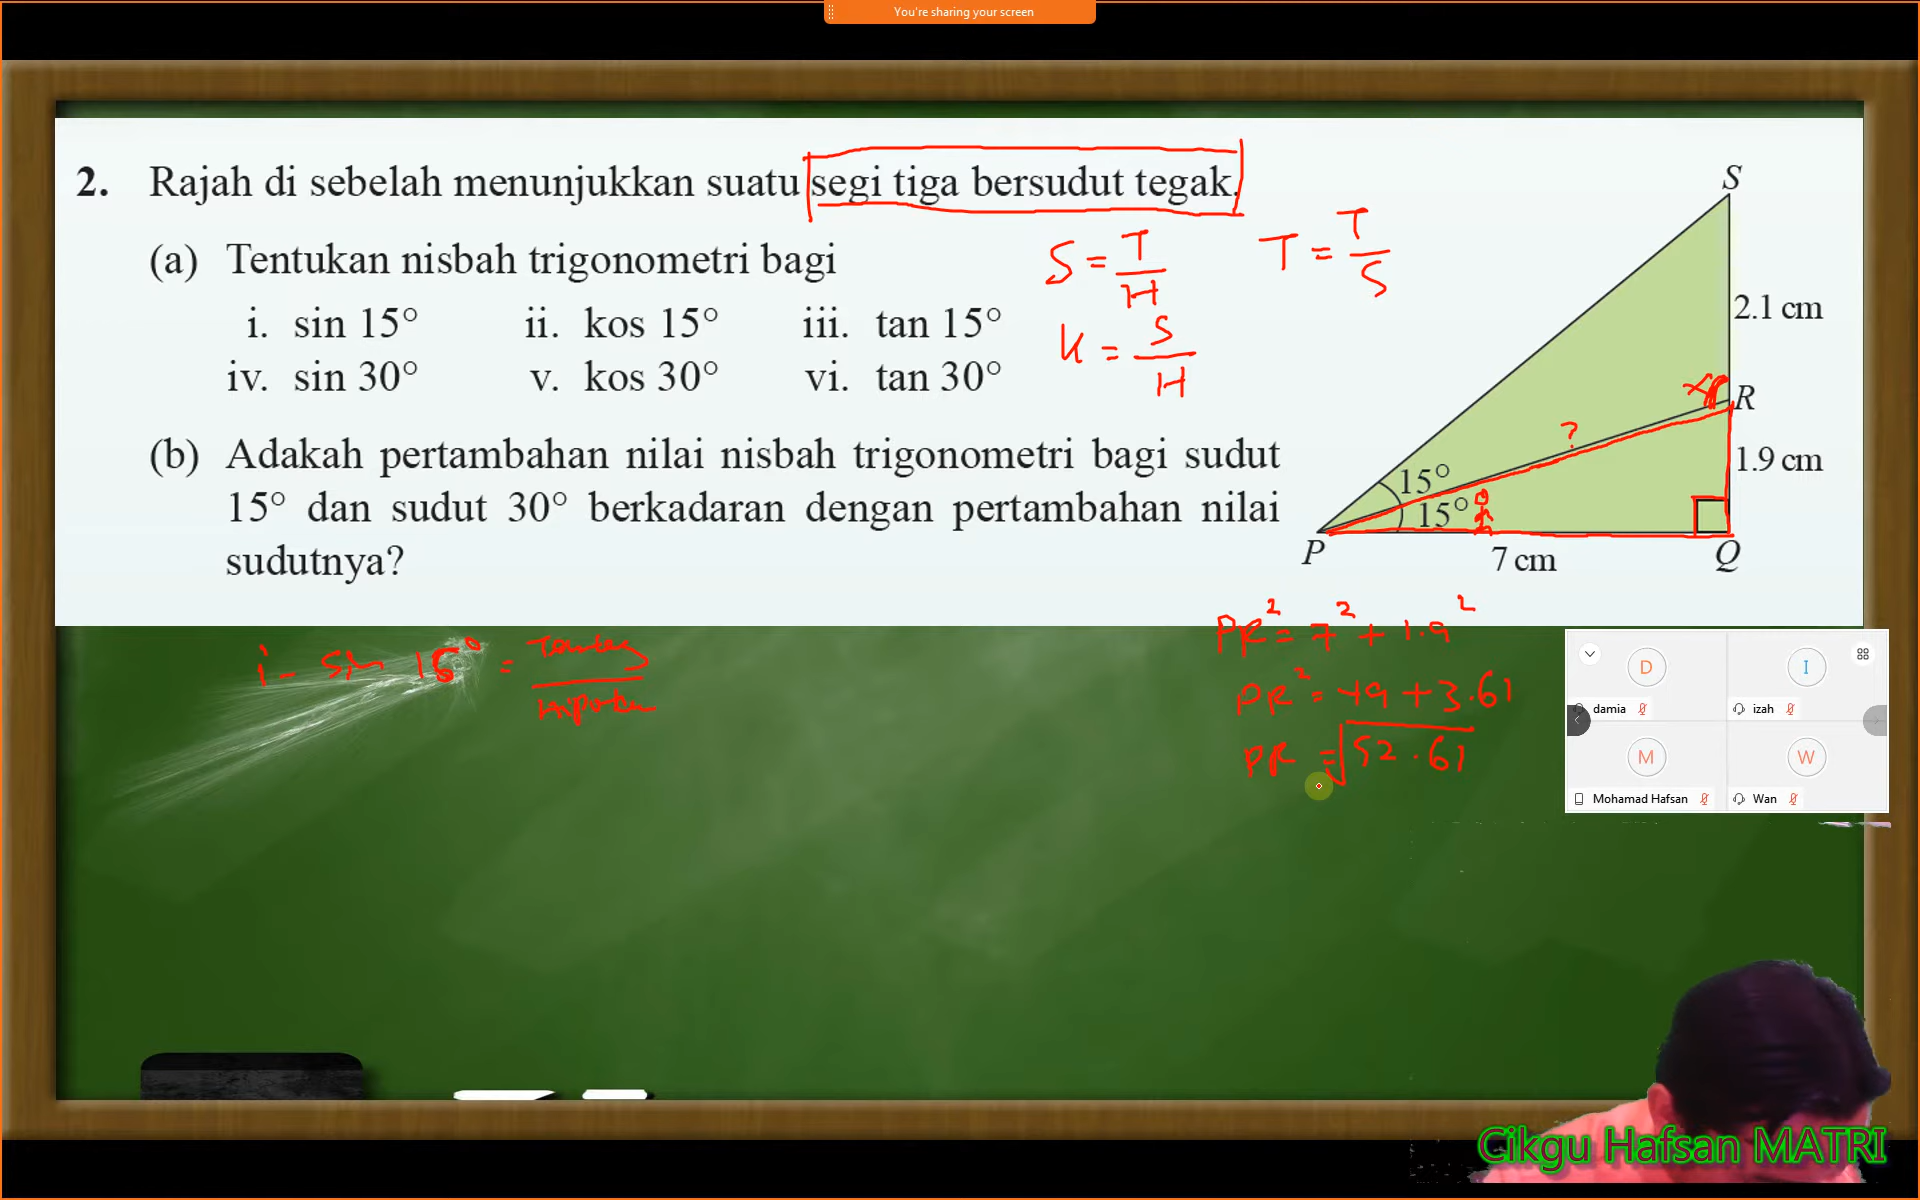 You're sharing your screen
2. Rajah di sebelah menunjukkan suatu segi tiga bersudut tegak.
(a) Tentukan nisbah trigonometri bagi
i. sin 15° ii. kos 15° iii. tan 15°
iv. sin 30° v. kos 30° vi. tan 30°
(b) Adakah pertambahan nilai nisbah trigonometri bagi sudut
15° dan sudut 30° berkadaran dengan pertambahan nilai
sudutnya?
S = T/H
T = T/S
k = S/H
S
2.1 cm
R
?
1.9 cm
15°
15°
P
7 cm
Q
i - sin 15° =
PR² = 7² + 1.9²
PR² = 49 + 3.61
PR = √52.61
D
I
damia
izah
M
W
Mohamad Hafsan
Wan
Cikgu Hafsan MATRI